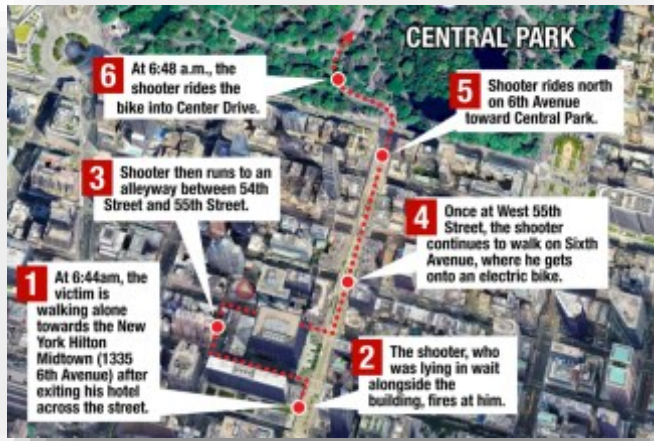 CENTRAL PARK
1
At 6:44am, the
victim is
walking alone
towards the New
York Hilton
Midtown (1335
6th Avenue) after
exiting his hotel
across the street.
2
The shooter, who
was lying in wait
alongside the
building, fires at him.
3
Shooter then runs to an
alleyway between 54th
Street and 55th Street.
4
Once at West 55th
Street, the shooter
continues to walk on Sixth
Avenue, where he gets
onto an electric bike.
5
Shooter rides north
on 6th Avenue
toward Central Park.
6
At 6:48 a.m., the
shooter rides the
bike into Center Drive.